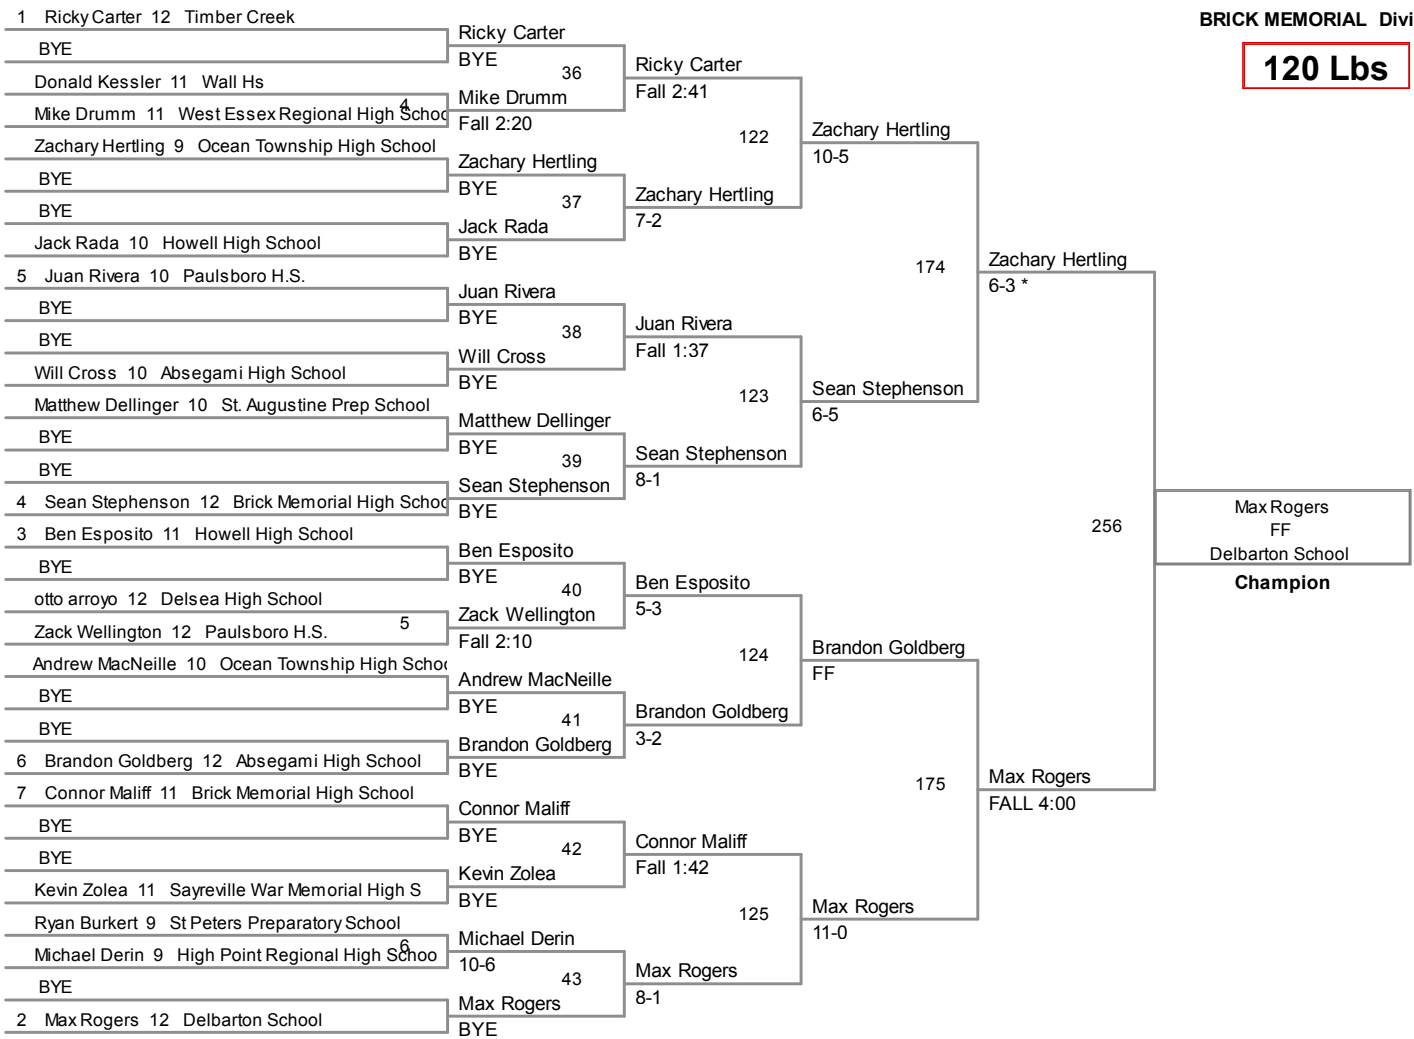 BRICK MEMORIAL Divi
120 Lbs
1 Ricky Carter 12 Timber Creek
BYE
Donald Kessler 11 Wall Hs
Mike Drumm 11 West Essex Regional High Schoo
4
Zachary Hertling 9 Ocean Township High School
BYE
BYE
Jack Rada 10 Howell High School
5 Juan Rivera 10 Paulsboro H.S.
BYE
BYE
Will Cross 10 Absegami High School
Matthew Dellinger 10 St. Augustine Prep School
BYE
BYE
4 Sean Stephenson 12 Brick Memorial High Schoo
3 Ben Esposito 11 Howell High School
BYE
otto arroyo 12 Delsea High School
5
Zack Wellington 12 Paulsboro H.S.
Andrew MacNeille 10 Ocean Township High Schoo
BYE
BYE
6 Brandon Goldberg 12 Absegami High School
7 Connor Maliff 11 Brick Memorial High School
BYE
BYE
Kevin Zolea 11 Sayreville War Memorial High S
Ryan Burkert 9 St Peters Preparatory School
6
Michael Derin 9 High Point Regional High Schoo
BYE
2 Max Rogers 12 Delbarton School
Ricky Carter
BYE
36
Mike Drumm
Fall 2:20
Zachary Hertling
BYE
37
Jack Rada
BYE
Juan Rivera
BYE
38
Will Cross
BYE
Matthew Dellinger
BYE
39
Sean Stephenson
BYE
Ben Esposito
BYE
40
Zack Wellington
Fall 2:10
Andrew MacNeille
BYE
41
Brandon Goldberg
BYE
Connor Maliff
BYE
42
Kevin Zolea
BYE
Michael Derin
10-6
43
Max Rogers
BYE
Ricky Carter
Fall 2:41
122
Zachary Hertling
7-2
Juan Rivera
Fall 1:37
123
Sean Stephenson
8-1
Ben Esposito
5-3
124
Brandon Goldberg
3-2
Connor Maliff
Fall 1:42
125
Max Rogers
8-1
Zachary Hertling
10-5
174
Sean Stephenson
6-5
Brandon Goldberg
FF
175
Max Rogers
11-0
Zachary Hertling
6-3 *
256
Max Rogers
FALL 4:00
Max Rogers
FF
Delbarton School
Champion